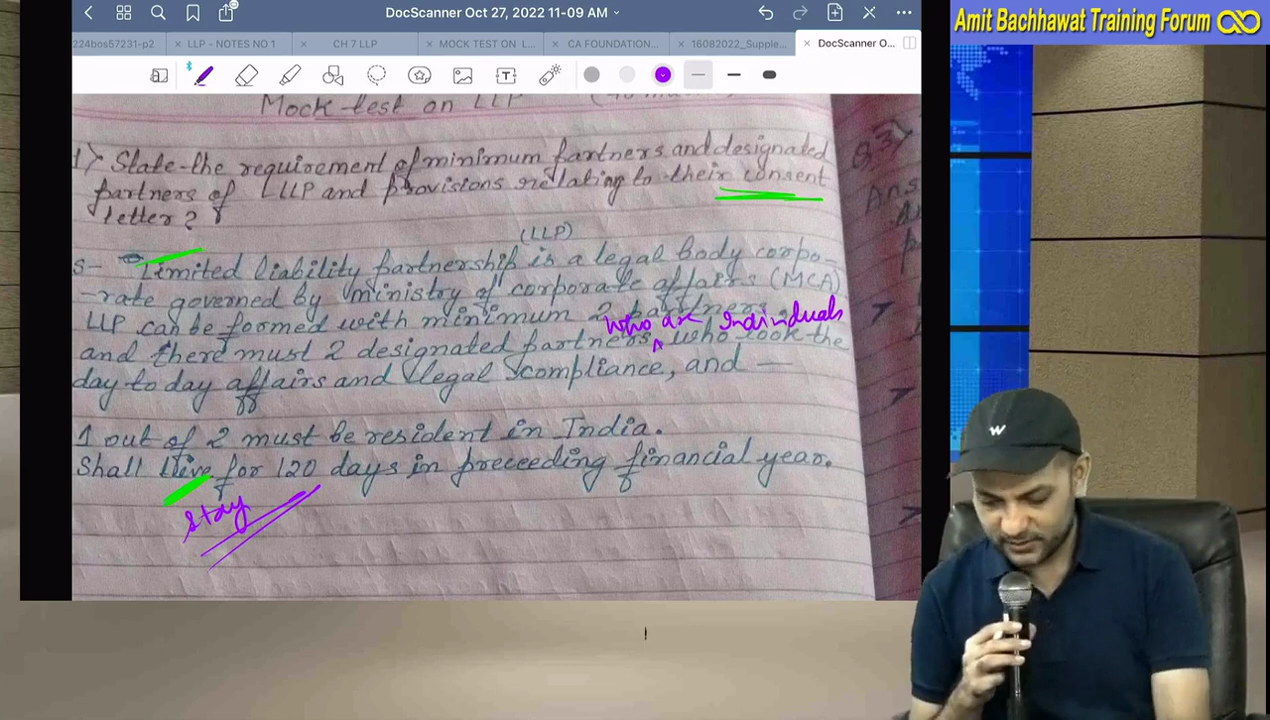 DocScanner Oct 27, 2022 11-09 AM
Amit Bachhawat Training Forum
224bos57231-p2
LLP - NOTES NO 1
CH 7 LLP
MOCK TEST ON L...
CA FOUNDATION...
16082022_Supple...
DocScanner O...
Mock test on LLP
1) State the requirement of minimum partners and designated
partners of LLP and provisions relating to their consent
letter?
(LLP)
s- Limited liability partnership is a legal body corpo-
-rate governed by ministry of corporate affairs (MCA)
LLP can be formed with minimum 2 partners
who are Individuals
and there must 2 designated partners, who look the
day to day affairs and legal compliance, and —
1 out of 2 must be resident in India.
Shall live for 120 days in preceeding financial year.
stay
Ans
W